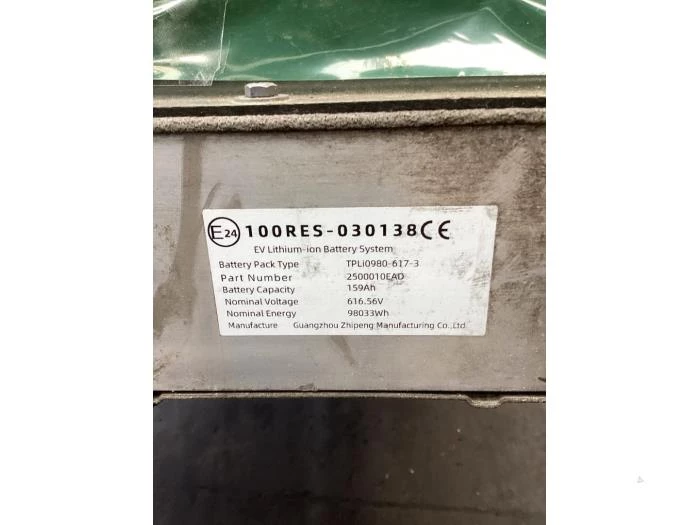 E24 100RES-030138 CE
EV Lithium-ion Battery System
Battery Pack Type TPLi0980-617-3
Part Number 2500010EAD
Battery Capacity 159Ah
Nominal Voltage 616.56V
Nominal Energy 98033Wh
Manufacture Guangzhou Zhipeng Manufacturing Co.,Ltd.